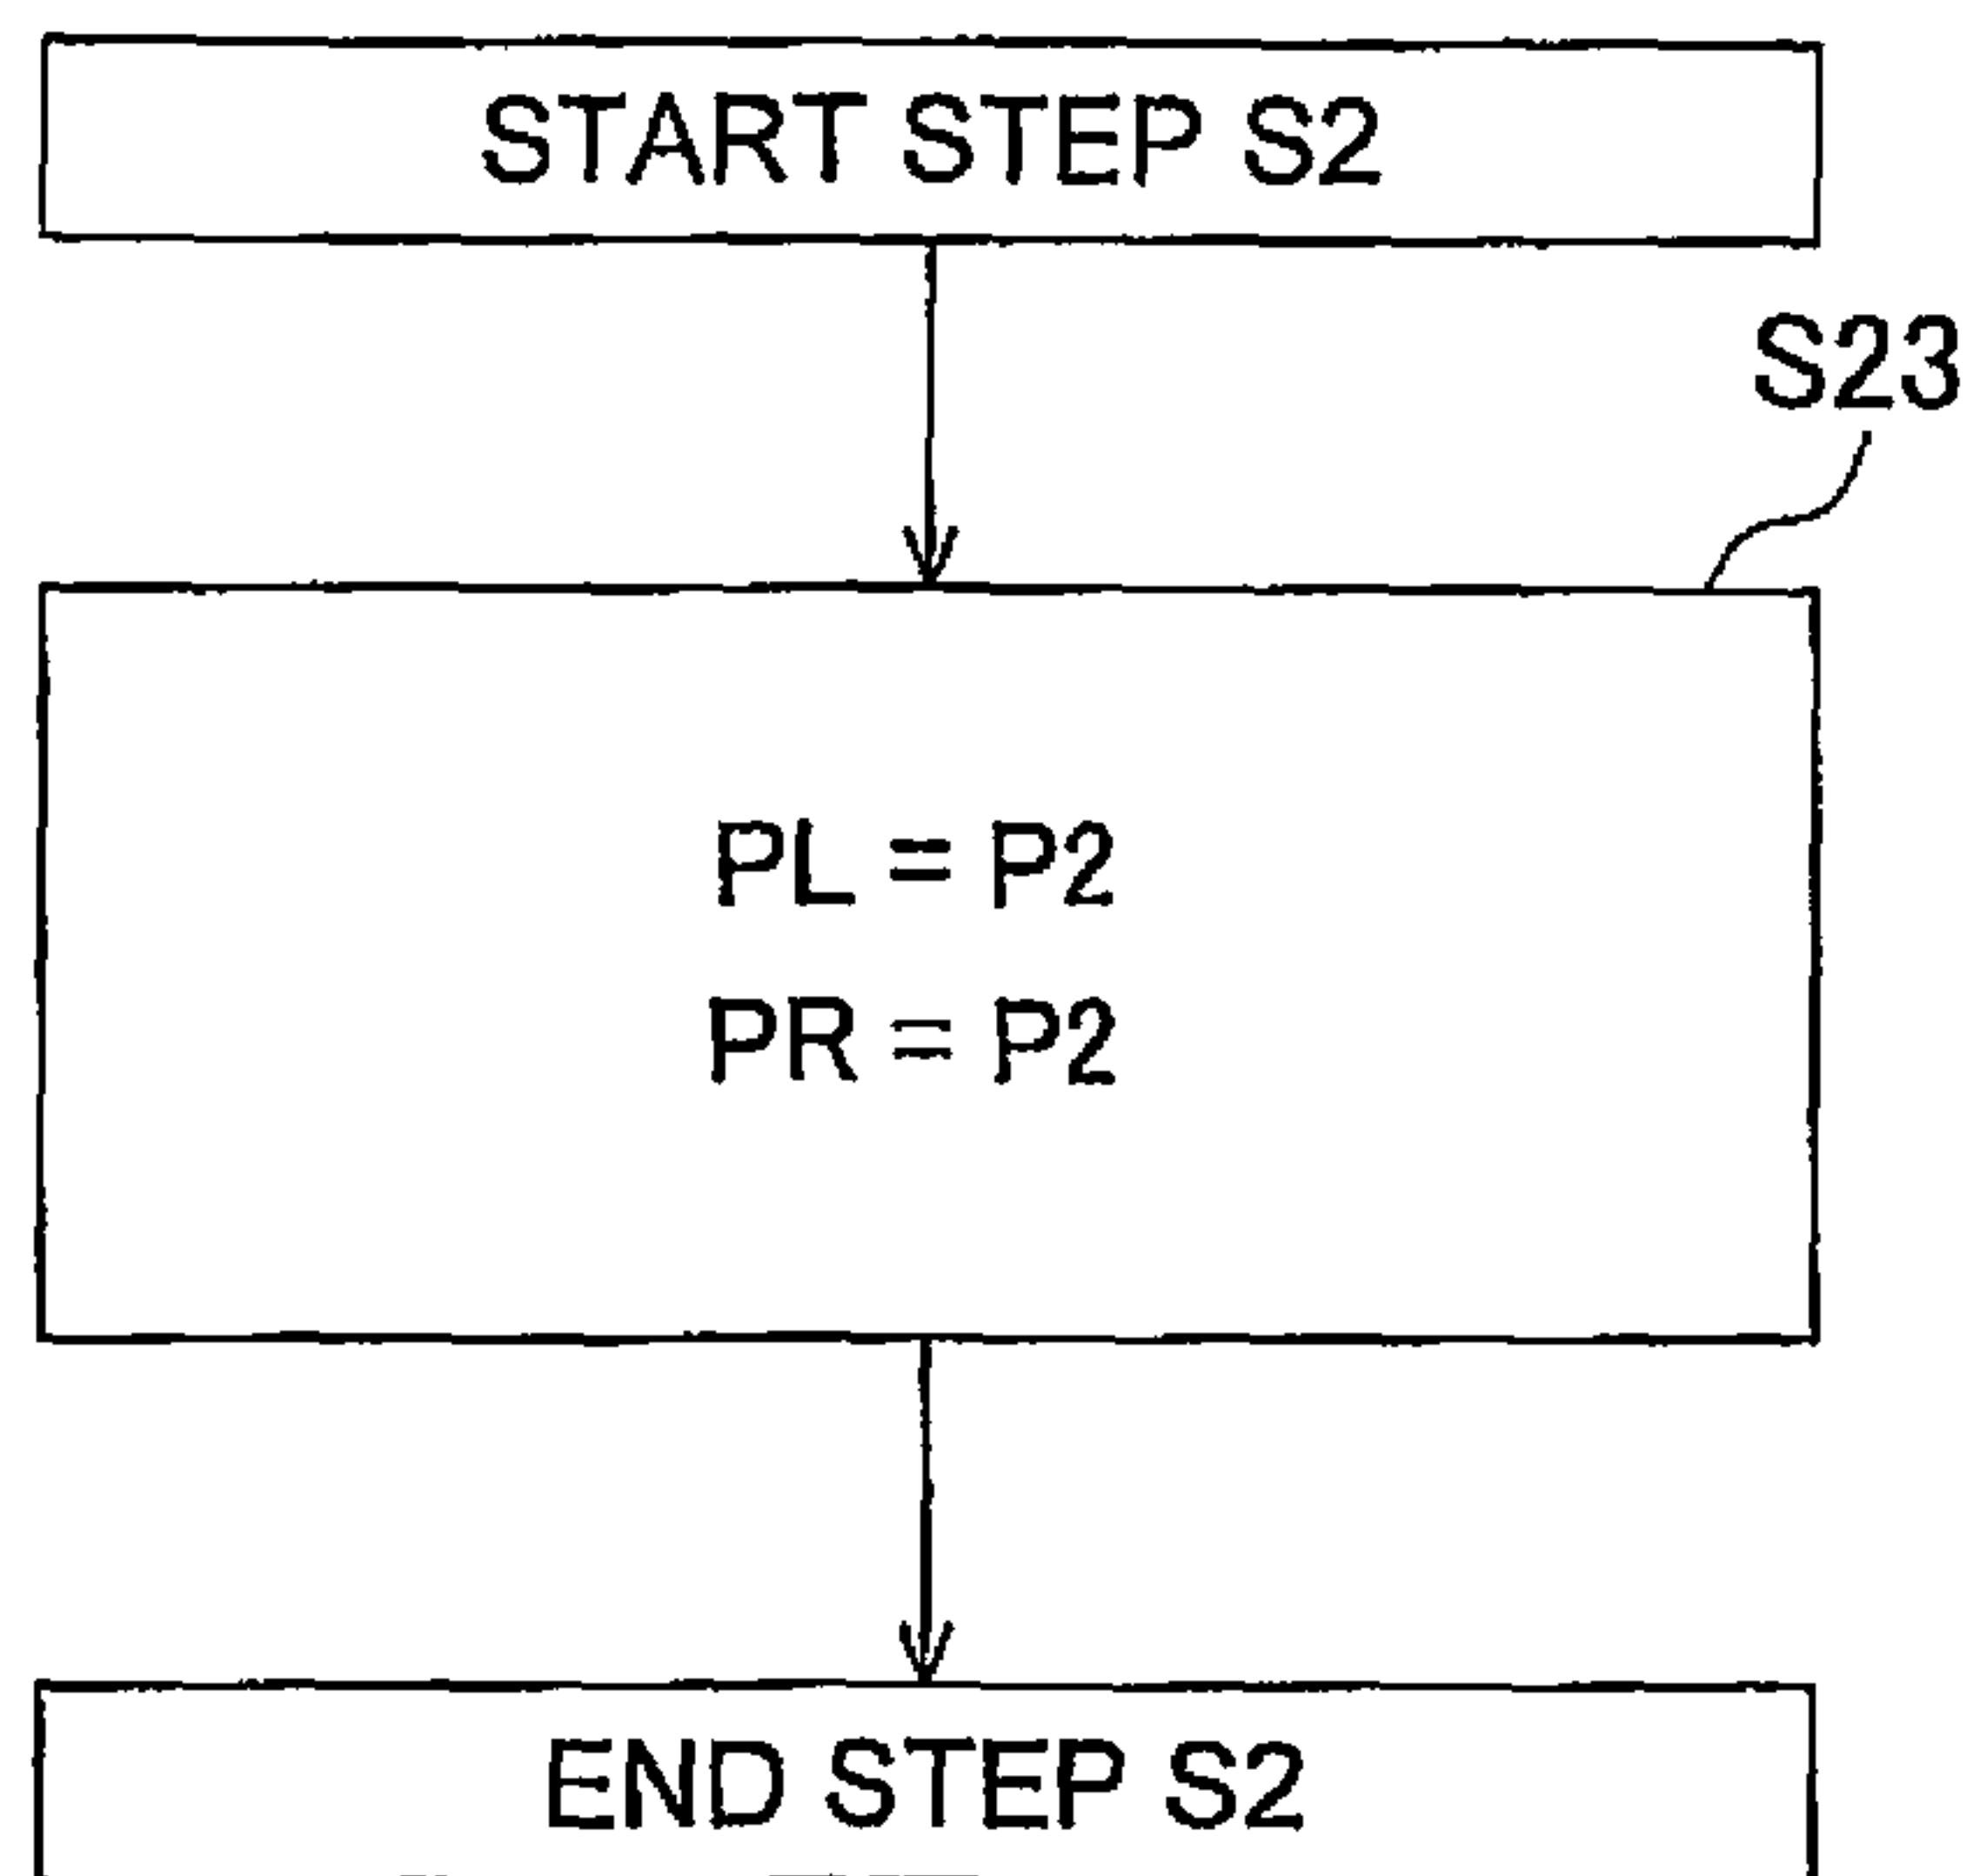 START STEP S2
S23
PL = P2
PR = P2
END STEP S2